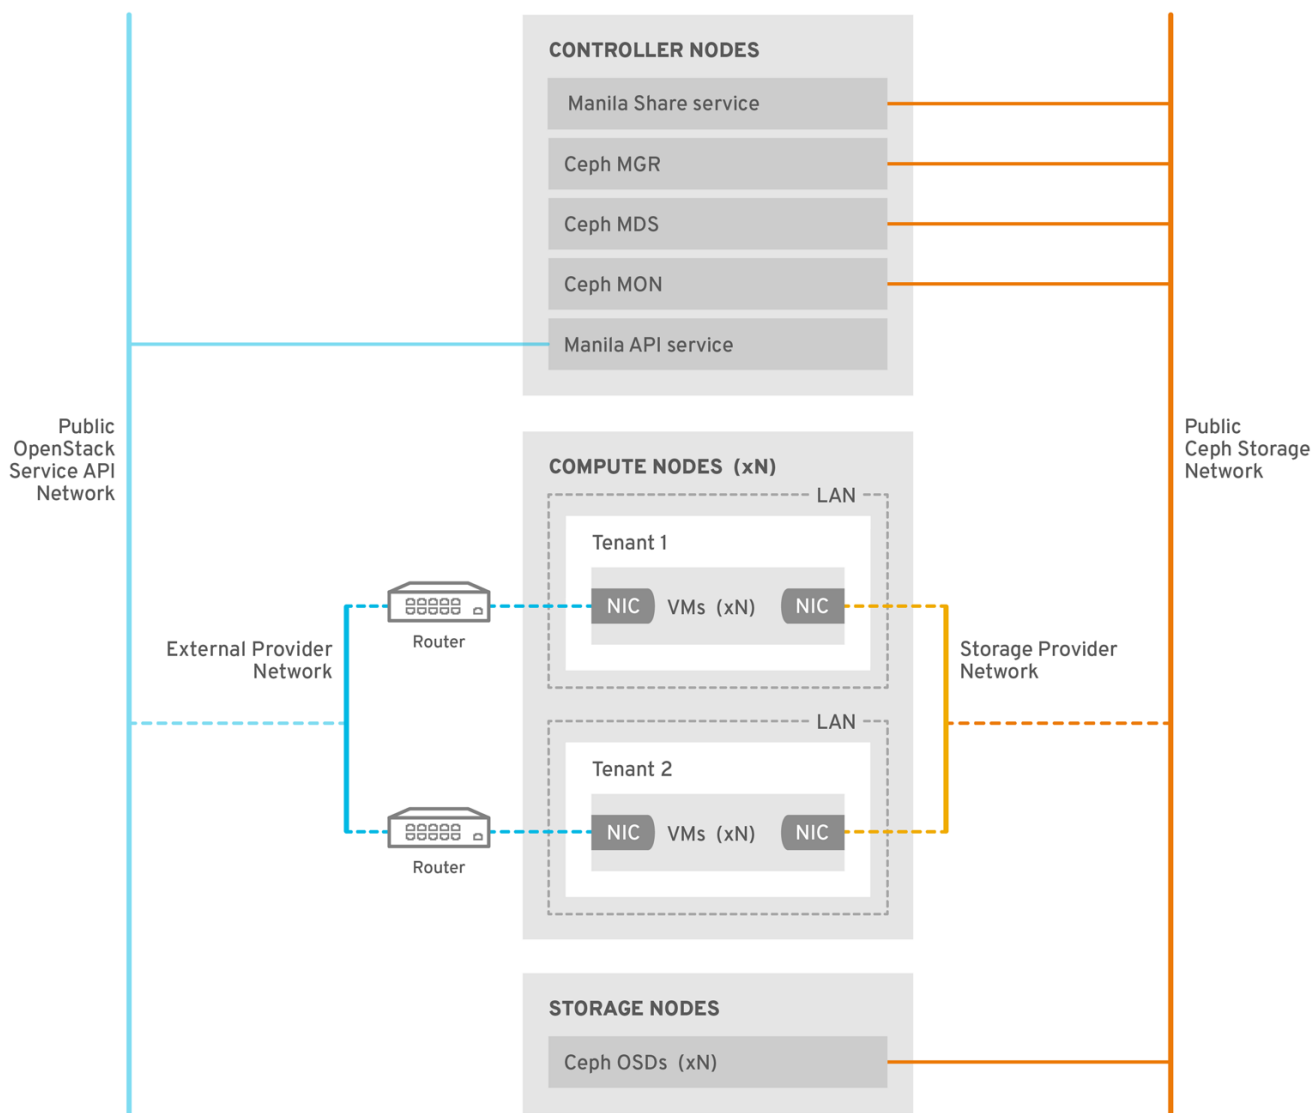 CONTROLLER NODES
Manila Share service
Ceph MGR
Ceph MDS
Ceph MON
Manila API service
Public
OpenStack
Service API
Network
Public
Ceph Storage
Network
COMPUTE NODES (xN)
LAN
Tenant 1
NIC VMs (xN) NIC
Router
External Provider
Network
Storage Provider
Network
LAN
Tenant 2
NIC VMs (xN) NIC
Router
STORAGE NODES
Ceph OSDs (xN)